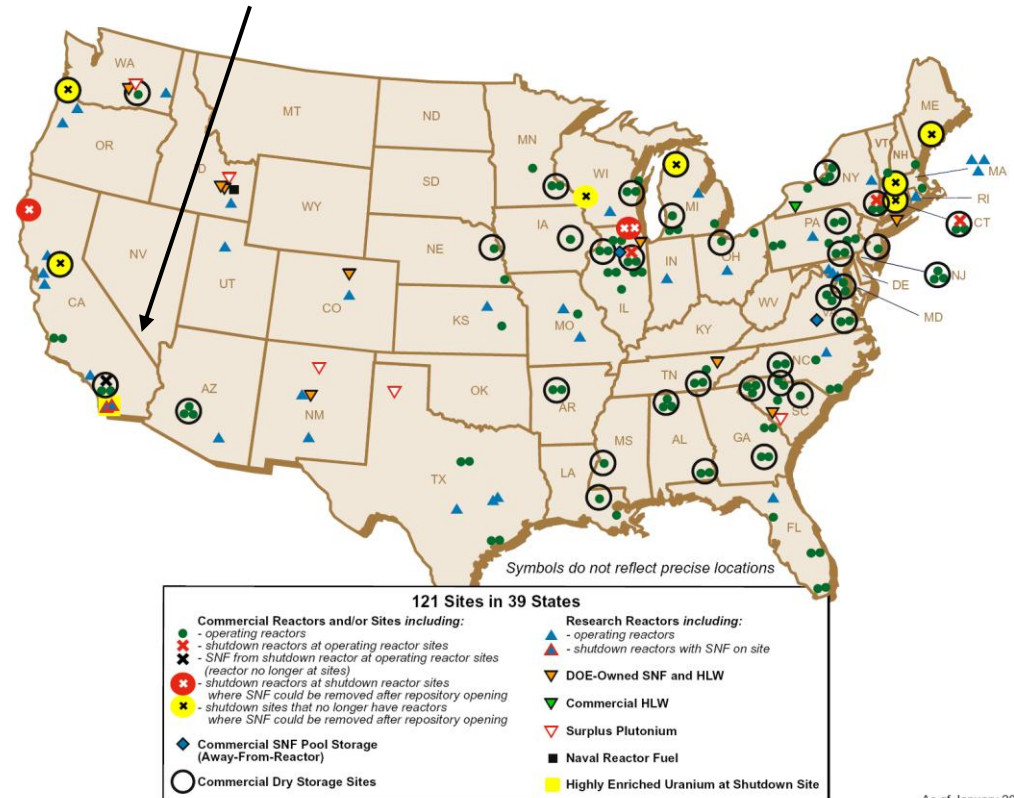 WA
MT
ND
MN
ME
VT
NH
OR
D
SD
WI
NY
MA
MI
RI
WY
IA
PA
CT
NE
NV
OH
NJ
UT
IL
IN
DE
CO
WV
CA
KS
MO
KY
MD
NC
TN
OK
AZ
NM
AR
SC
MS
AL
GA
TX
LA
FL
Symbols do not reflect precise locations
121 Sites in 39 States
Commercial Reactors and/or Sites including:
- operating reactors
- shutdown reactors at operating reactor sites
- SNF from shutdown reactor at operating reactor sites
(reactor no longer at sites)
- shutdown reactors at shutdown reactor sites
where SNF could be removed after repository opening
- shutdown sites that no longer have reactors
where SNF could be removed after repository opening
Commercial SNF Pool Storage
(Away-From-Reactor)
Commercial Dry Storage Sites
Research Reactors including:
- operating reactors
- shutdown reactors with SNF on site
DOE-Owned SNF and HLW
Commercial HLW
Surplus Plutonium
Naval Reactor Fuel
Highly Enriched Uranium at Shutdown Site